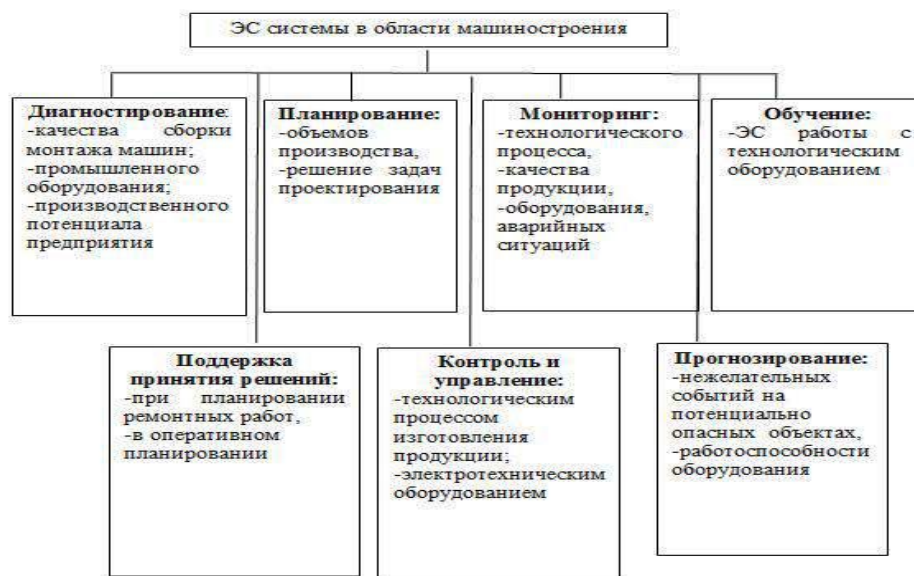 ЭС системы в области машиностроения
Диагностирование:
-качества сборки
монтажа машин;
-промышленного
оборудования;
-производственного
потенциала
предприятия
Планирование:
-объемов
производства,
-решение задач
проектирования
Мониторинг:
-технологического
процесса,
-качества
продукции,
-оборудования,
аварийных
ситуаций
Обучение:
-ЭС работы с
технологическим
оборудованием
Поддержка
принятия решений:
-при планировании
ремонтных работ,
-в оперативном
планировании
Контроль и
управление:
-технологическим
процессом
изготовления
продукции;
-электротехническим
оборудованием
Прогнозирование:
-нежелательных
событий на
потенциально
опасных объектах,
-работоспособности
оборудования